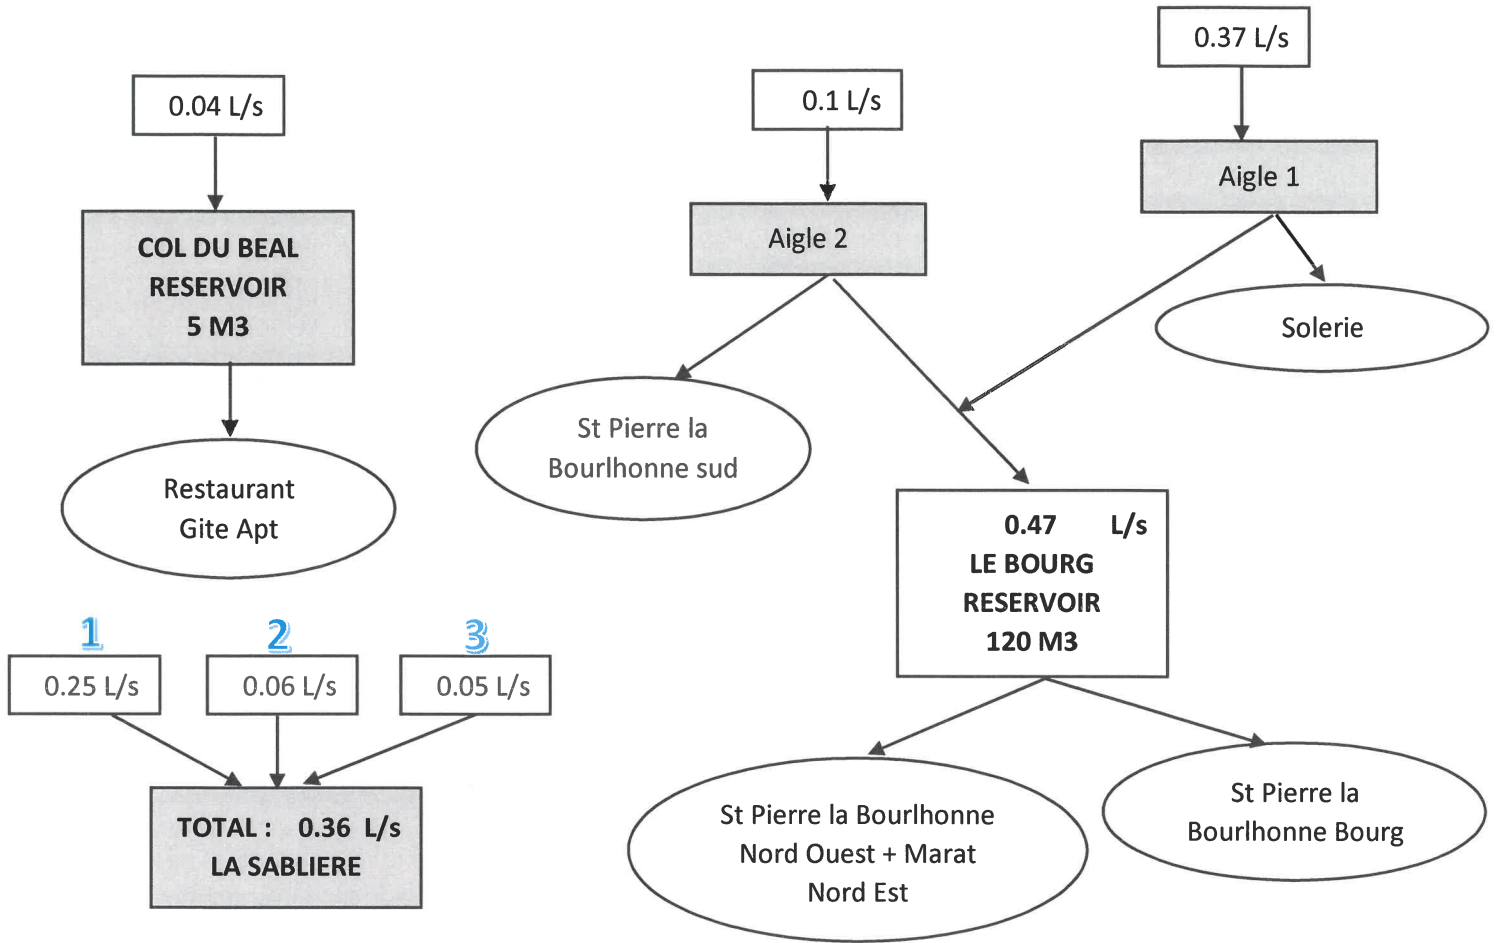 0.37 L/s
0.04 L/s
0.1 L/s
Aigle 1
Aigle 2
COL DU BEAL
RESERVOIR
5 M3
Solerie
St Pierre la
Bourlhonne sud
Restaurant
Gite Apt
0.47 L/s
LE BOURG
RESERVOIR
120 M3
1
2
3
0.25 L/s
0.06 L/s
0.05 L/s
TOTAL : 0.36 L/s
LA SABLIERE
St Pierre la Bourlhonne
Nord Ouest + Marat
Nord Est
St Pierre la
Bourlhonne Bourg